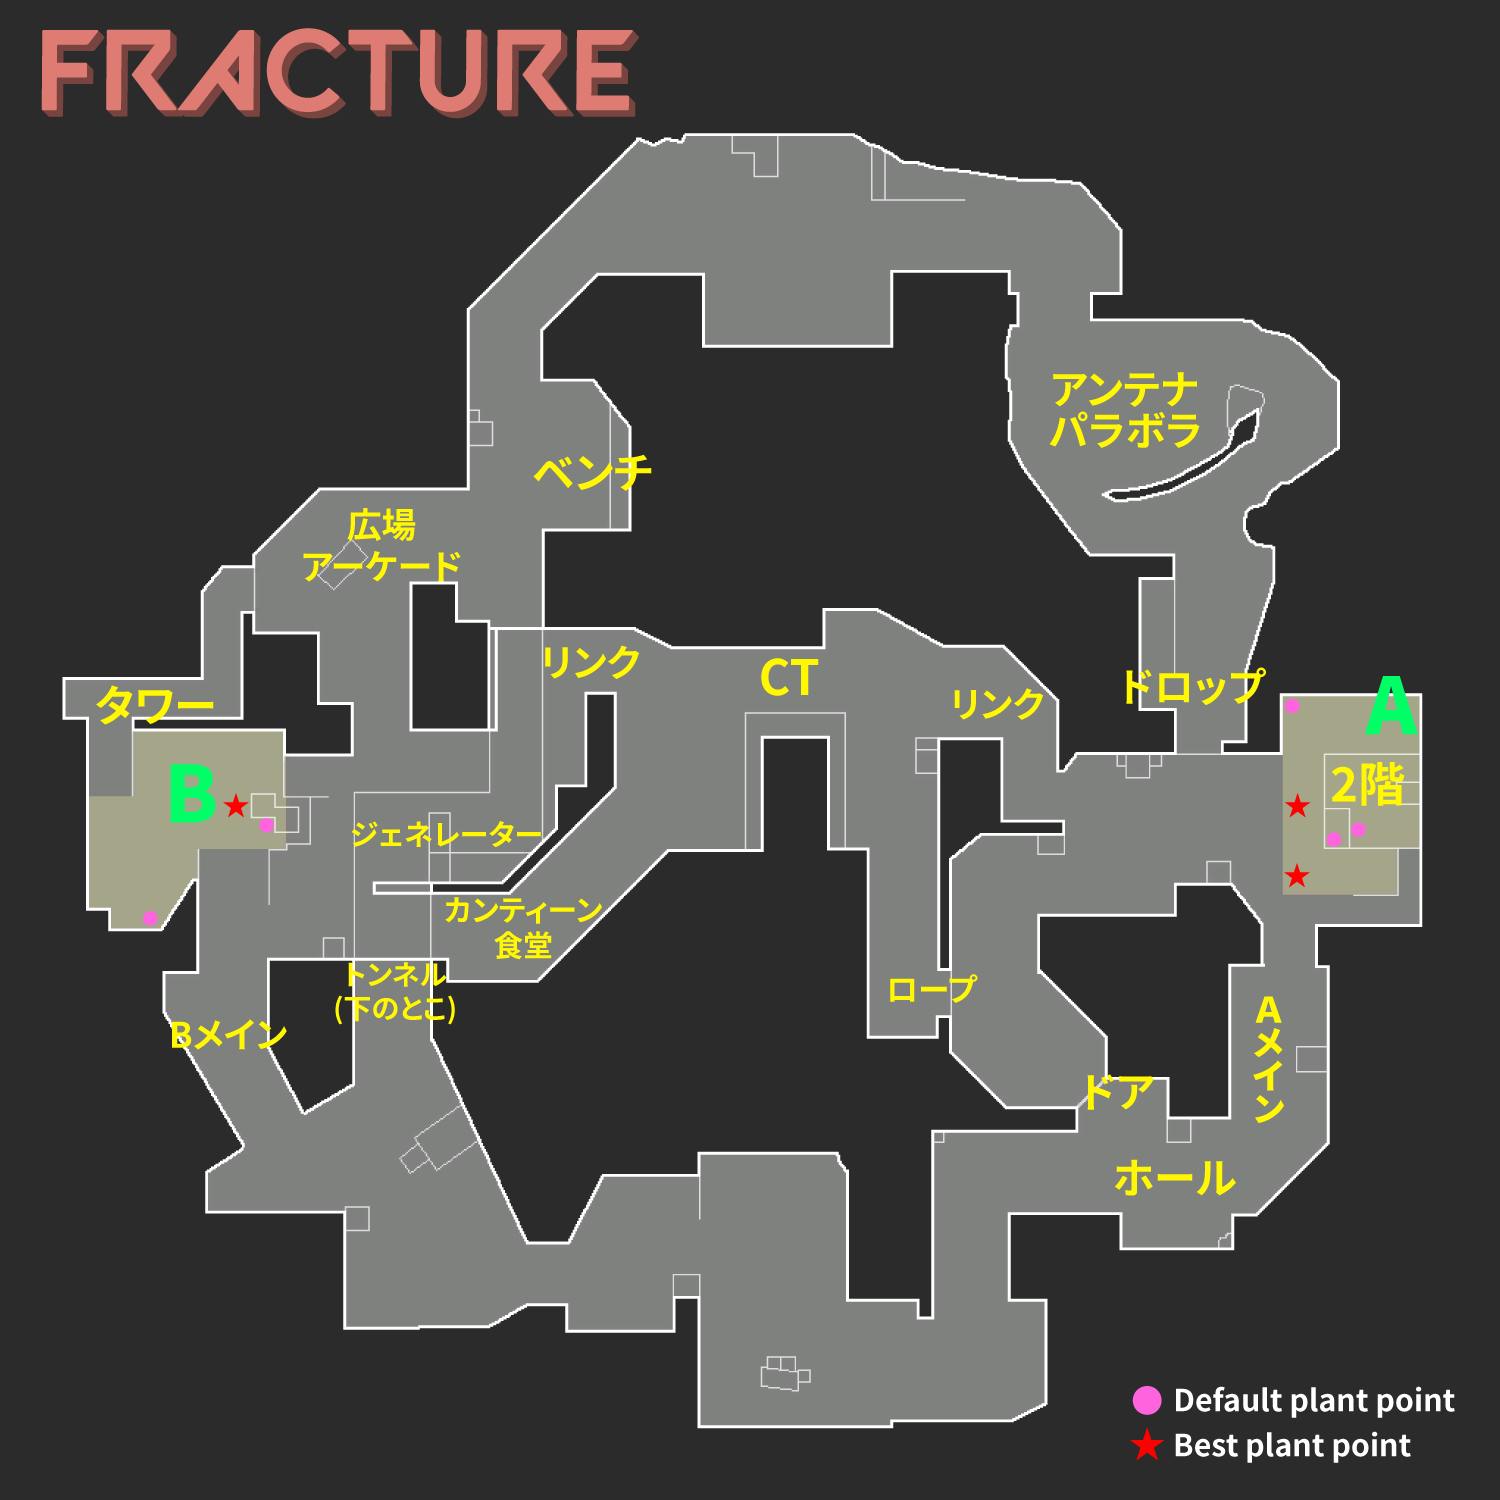 FRACTURE
アンテナ
パラボラ
ベンチ
広場
アーケード
リンク
CT
リンク
ドロップ
タワー
A
2階
B
ジェネレーター
カンティーン
食堂
トンネル
(下のとこ)
ロープ
Bメイン
Aメイン
ドア
ホール
Default plant point
Best plant point